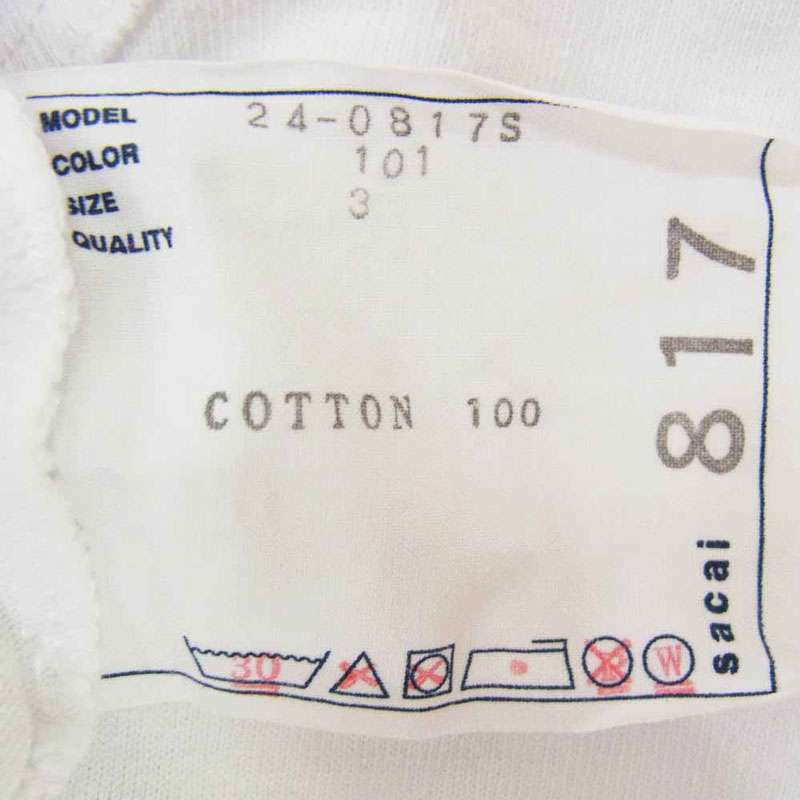 MODEL 24-0817S
COLOR 101
SIZE 3
QUALITY
COTTON 100
817
sacai
30
W